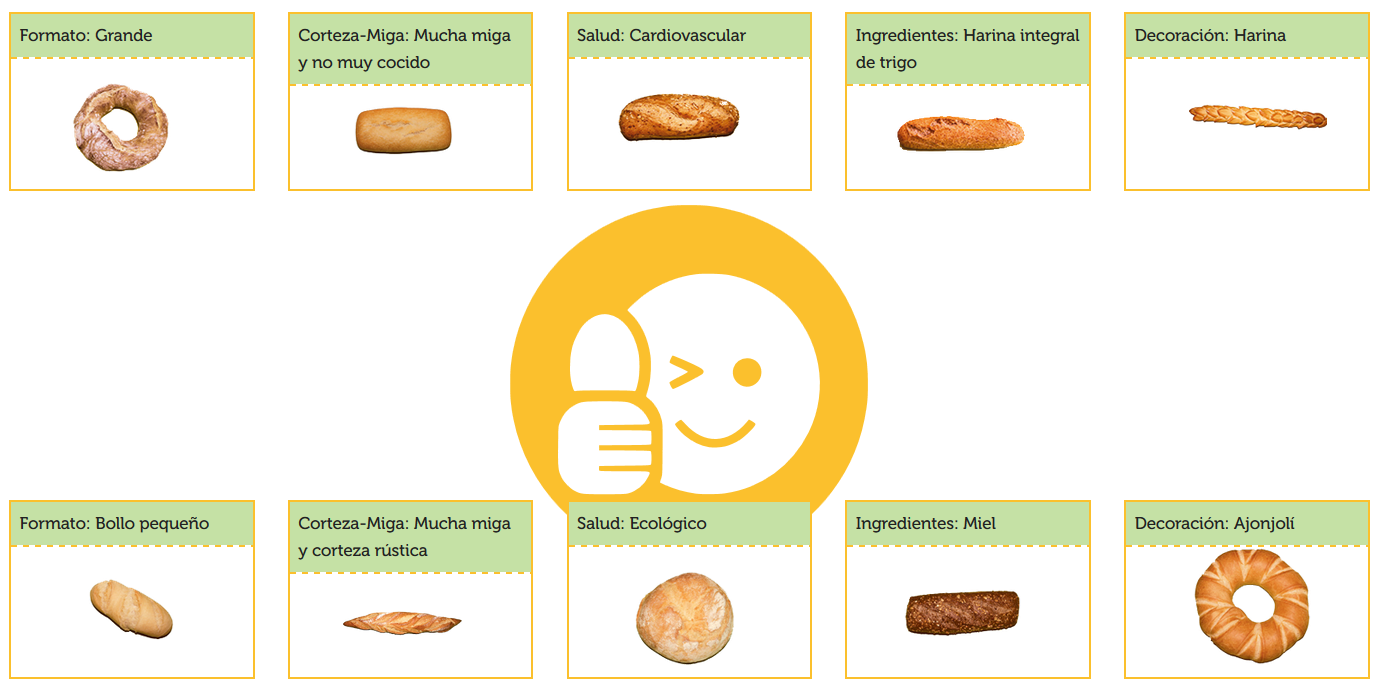 Formato: Grande
Corteza-Miga: Mucha miga
y no muy cocido
Salud: Cardiovascular
Ingredientes: Harina integral
de trigo
Decoración: Harina
Formato: Bollo pequeño
Corteza-Miga: Mucha miga
y corteza rústica
Salud: Ecológico
Ingredientes: Miel
Decoración: Ajonjolí